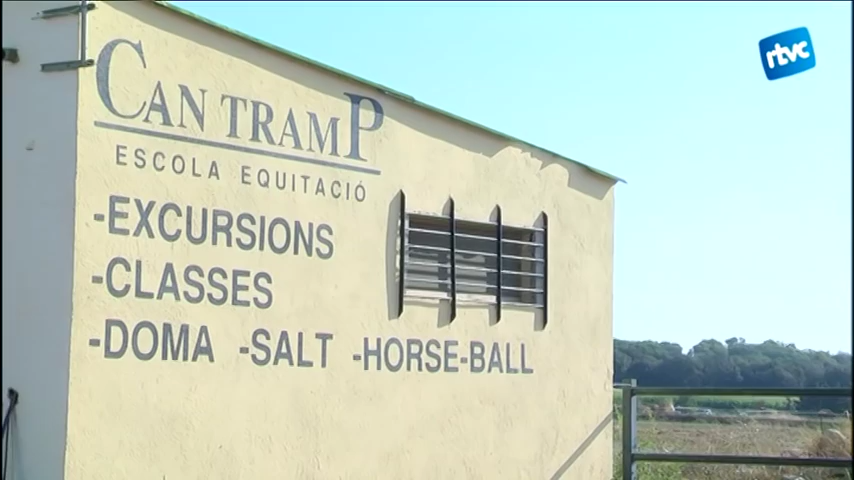 rtvc
CAN TRAMP
ESCOLA EQUITACIÓ
-EXCURSIONS
-CLASSES
-DOMA -SALT -HORSE-BALL